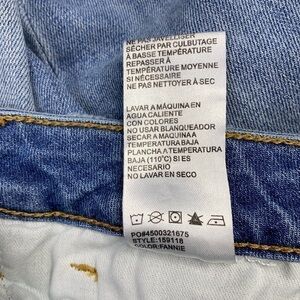 NE PAS JAVELLISER
SÉCHER PAR CULBUTAGE
À BASSE TEMPÉRATURE
REPASSER À
TEMPÉRATURE MOYENNE
SI NÉCESSAIRE
NE PAS NETTOYER À SEC
LAVAR A MÁQUINA EN
AGUA CALIENTE
CON COLORES
NO USAR BLANQUEADOR
SECAR A MÁQUINA A
TEMPERATURA BAJA
PLANCHA A TEMPERATURA
BAJA (110°C) SI ES
NECESARIO
NO LAVAR EN SECO
PO#4500321675
STYLE:159118
COLOR:FANNIE